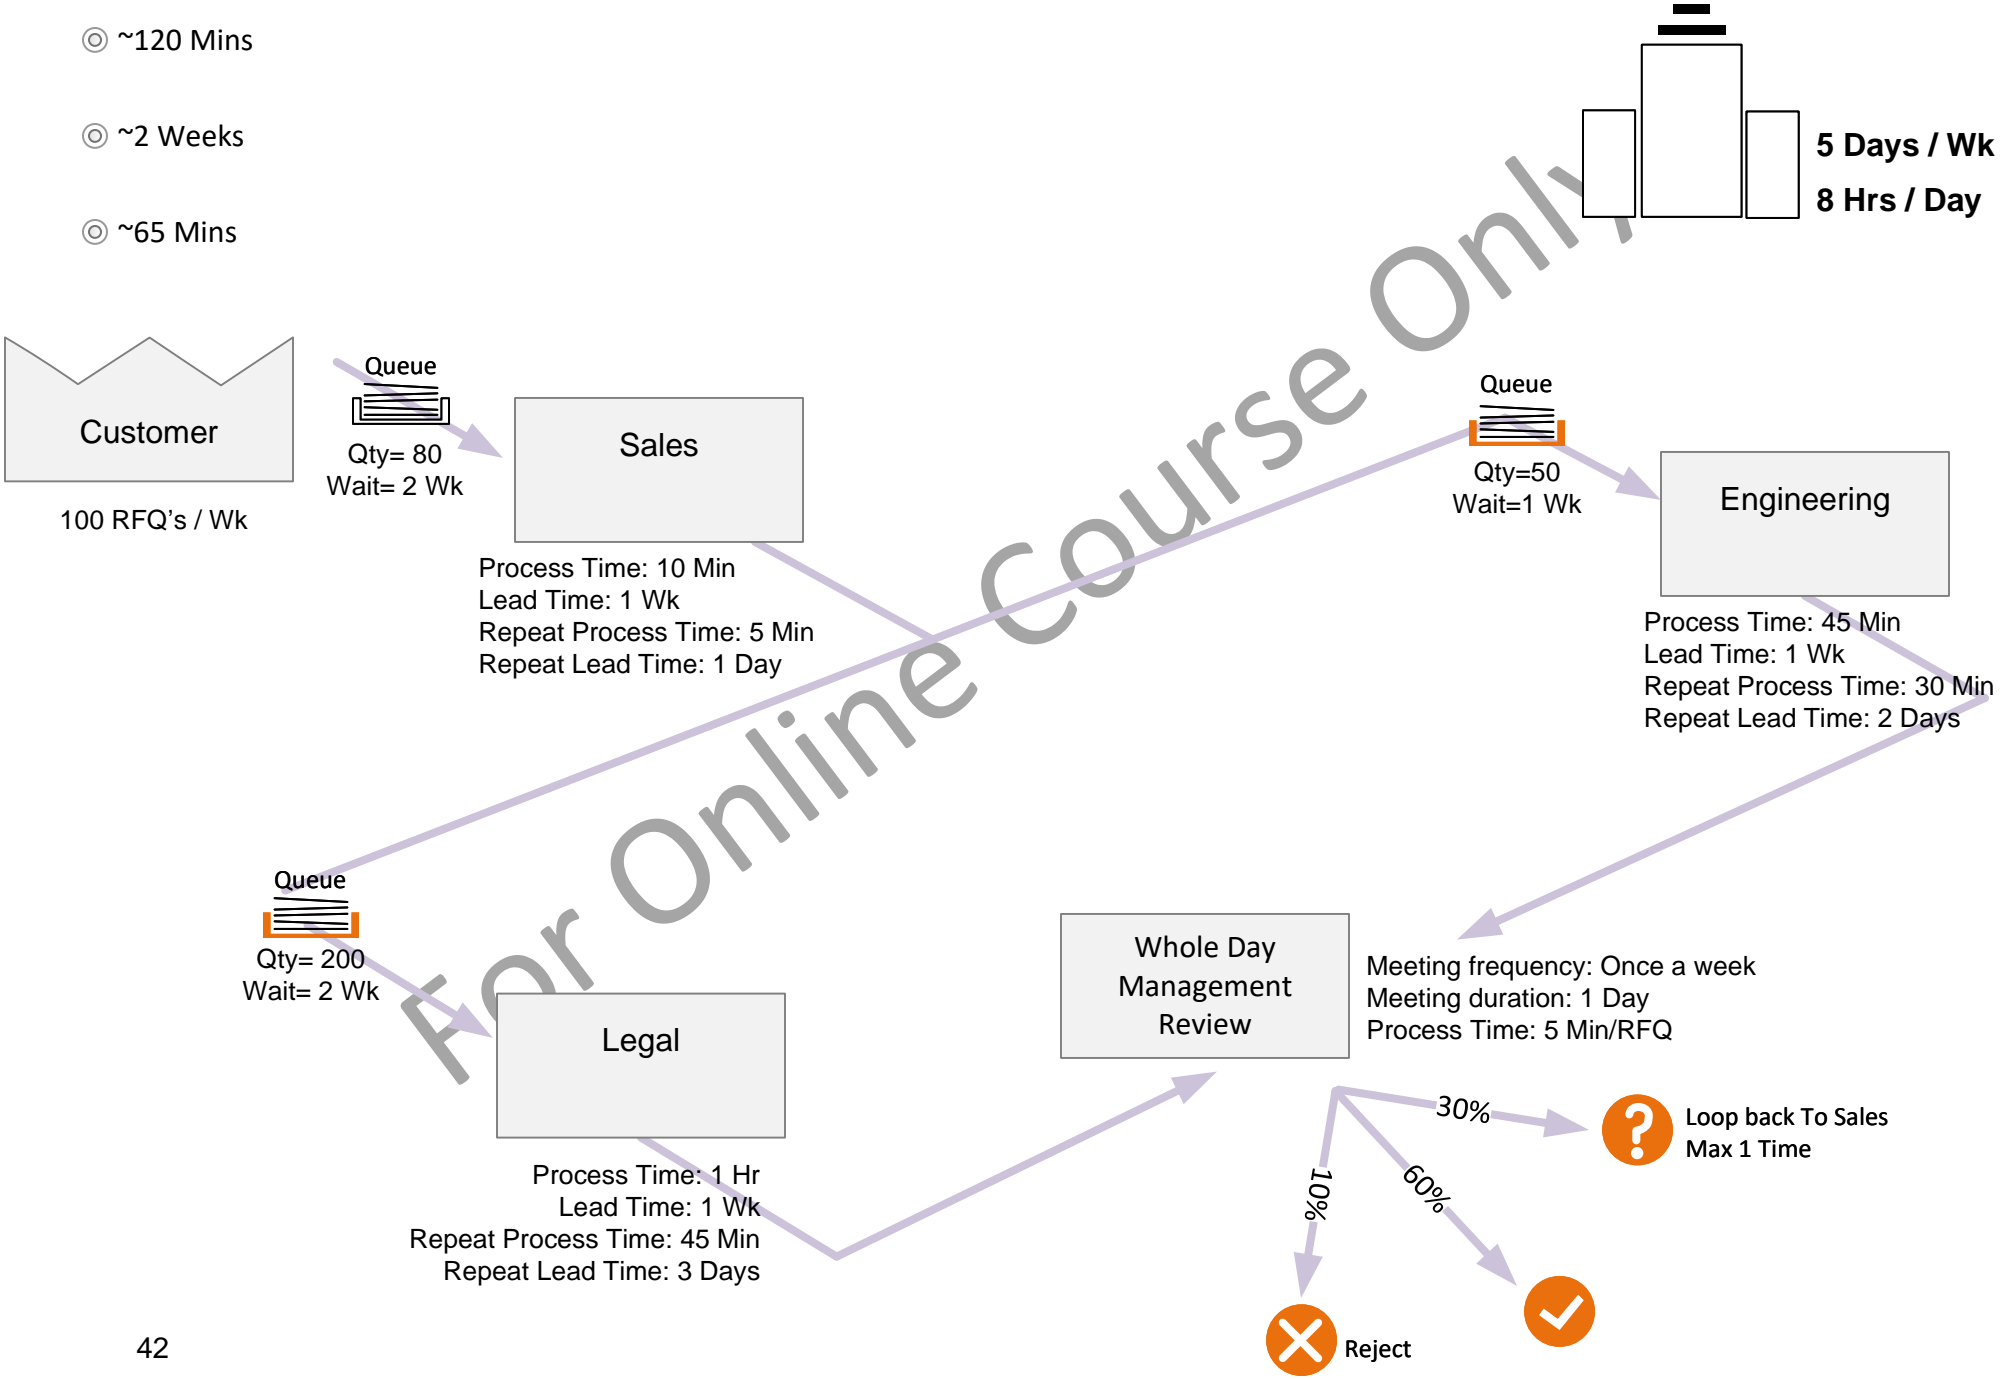 ~120 Mins
~2 Weeks
~65 Mins
5 Days / Wk
8 Hrs / Day
Customer
100 RFQ's / Wk
Queue
Qty= 80
Wait= 2 Wk
Sales
Process Time: 10 Min
Lead Time: 1 Wk
Repeat Process Time: 5 Min
Repeat Lead Time: 1 Day
Queue
Qty=50
Wait=1 Wk
Engineering
Process Time: 45 Min
Lead Time: 1 Wk
Repeat Process Time: 30 Min
Repeat Lead Time: 2 Days
For Online Course Only
Queue
Qty= 200
Wait= 2 Wk
Legal
Process Time: 1 Hr
Lead Time: 1 Wk
Repeat Process Time: 45 Min
Repeat Lead Time: 3 Days
Whole Day
Management
Review
Meeting frequency: Once a week
Meeting duration: 1 Day
Process Time: 5 Min/RFQ
30%
?
Loop back To Sales
Max 1 Time
10%
60%
Reject
42